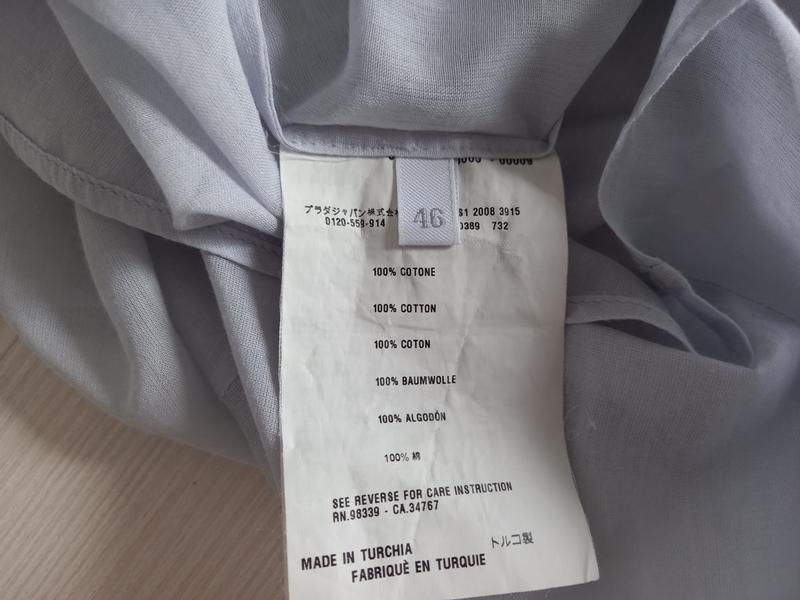 - 00009
プラダジャパン株式会
S1 2008 3915
46
0120-559-914
0389 732
100% COTONE
100% COTTON
100% COTON
100% BAUMWOLLE
100% ALGODÓN
100% 綿
SEE REVERSE FOR CARE INSTRUCTION
RN.98339 - CA.34767
トルコ製
MADE IN TURCHIA
FABRIQUÈ EN TURQUIE